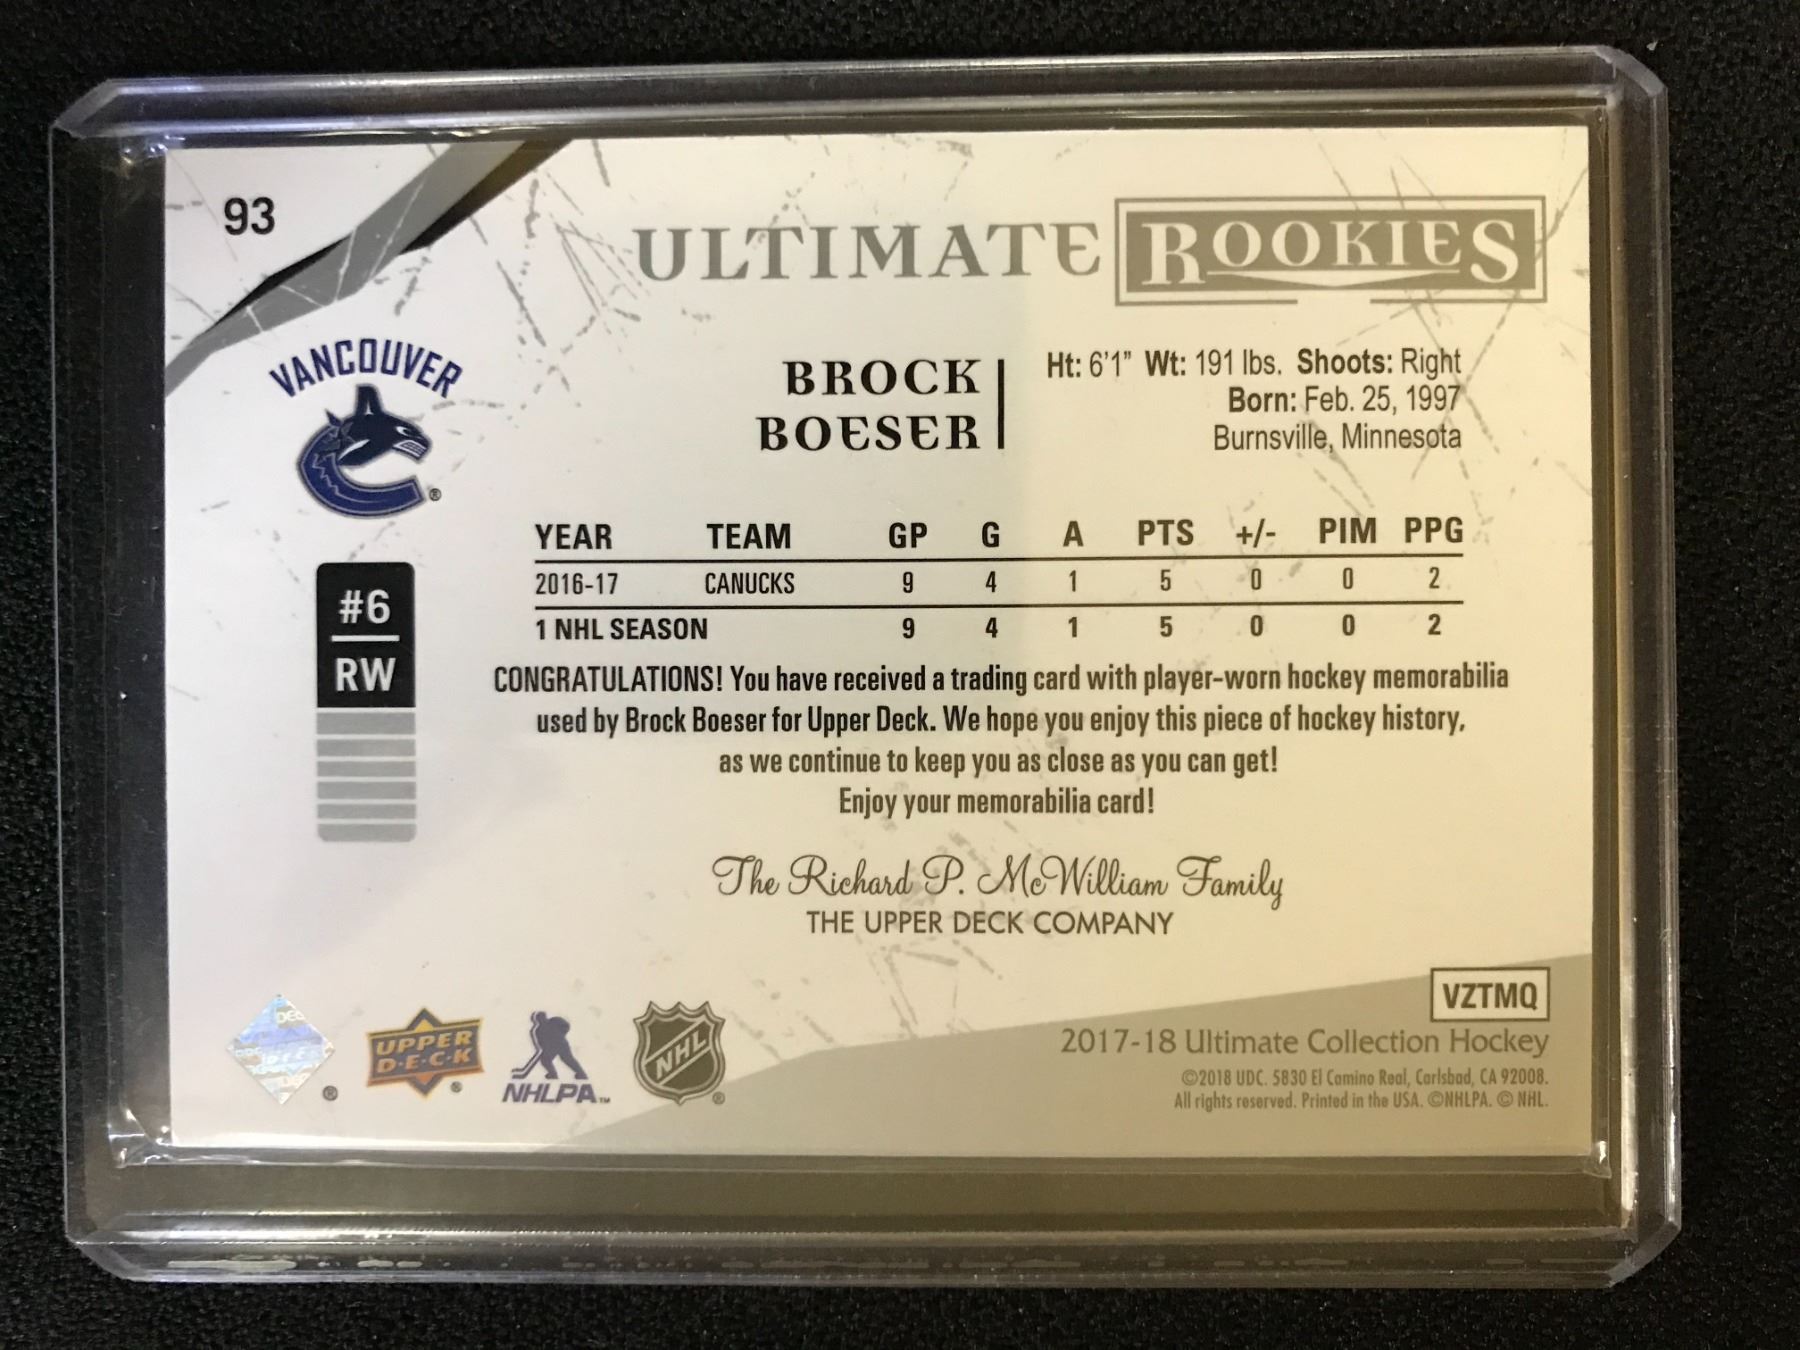 93
ULTIMATE ROOKIES
VANCOUVER
®
BROCK
BOESER
Ht: 6'1" Wt: 191 lbs. Shoots: Right
Born: Feb. 25, 1997
Burnsville, Minnesota
#6
RW
YEAR TEAM GP G A PTS +/- PIM PPG
2016-17 CANUCKS 9 4 1 5 0 0 2
1 NHL SEASON 9 4 1 5 0 0 2
CONGRATULATIONS! You have received a trading card with player-worn hockey memorabilia
used by Brock Boeser for Upper Deck. We hope you enjoy this piece of hockey history,
as we continue to keep you as close as you can get!
Enjoy your memorabilia card!
The Richard P. McWilliam Family
THE UPPER DECK COMPANY
VZTMQ
2017-18 Ultimate Collection Hockey
©2018 UDC. 5830 El Camino Real, Carlsbad, CA 92008.
All rights reserved. Printed in the USA. ©NHLPA. © NHL.
®
UPPER
D·E·C·K
®
NHLPA™
NHL
®